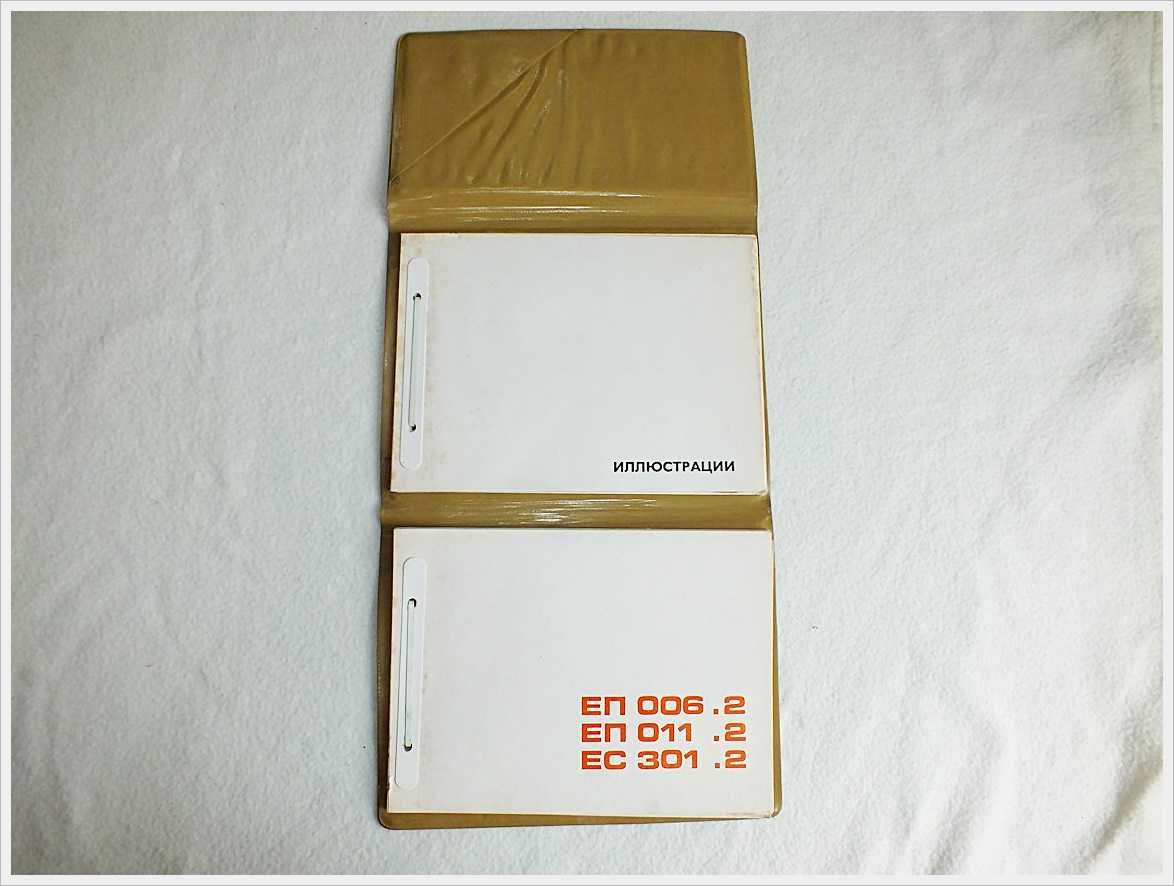 ИЛЛЮСТРАЦИИ
ЕП 006 .2
ЕП 011 .2
ЕС 301 .2